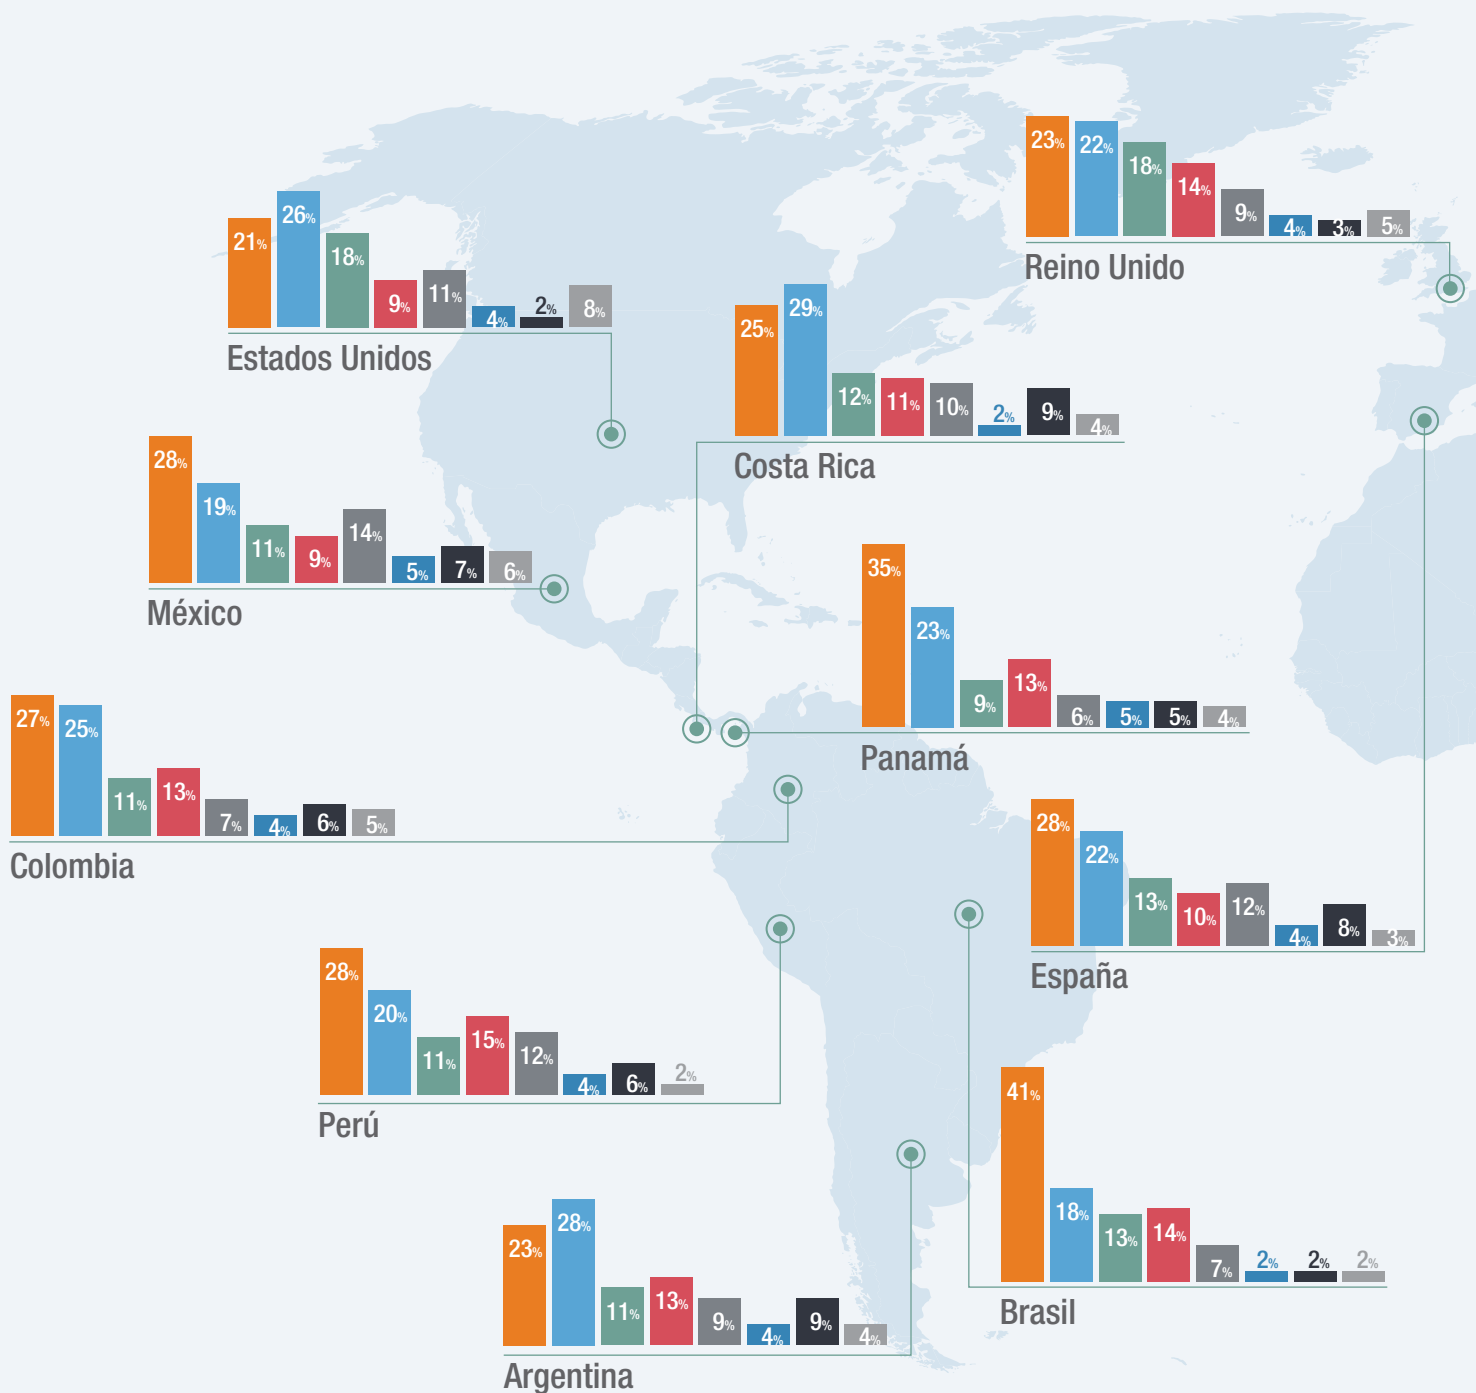 23% 22% 18% 14% 9% 4% 3% 5%
Reino Unido
21% 26% 18% 9% 11% 4% 2% 8%
Estados Unidos
25% 29% 12% 11% 10% 2% 9% 4%
Costa Rica
28% 19% 11% 9% 14% 5% 7% 6%
México
35% 23% 9% 13% 6% 5% 5% 4%
Panamá
27% 25% 11% 13% 7% 4% 6% 5%
Colombia
28% 22% 13% 10% 12% 4% 8% 3%
España
28% 20% 11% 15% 12% 4% 6% 2%
Perú
41% 18% 13% 14% 7% 2% 2% 2%
Brasil
23% 28% 11% 13% 9% 4% 9% 4%
Argentina